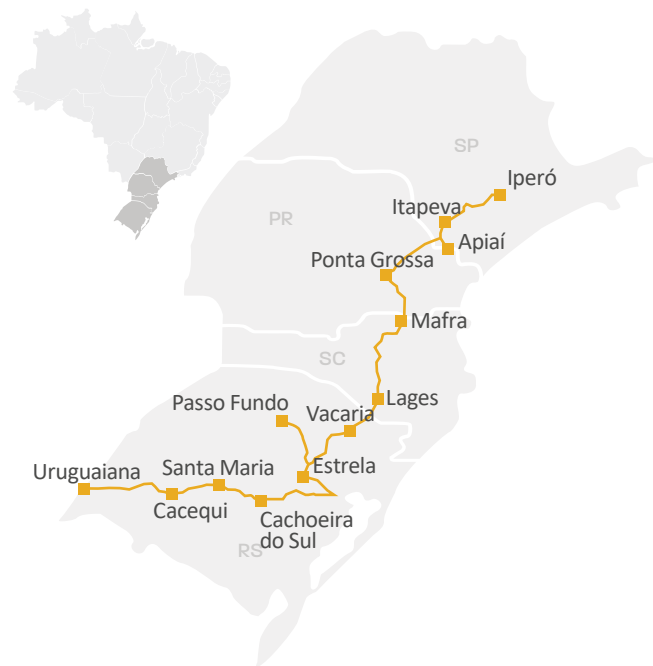 SP
Iperó
Itapeva
PR
Apiaí
Ponta Grossa
Mafra
SC
Lages
Passo Fundo
Vacaria
Estrela
Santa Maria
Uruguaiana
Cacequi
Cachoeira
do Sul
RS